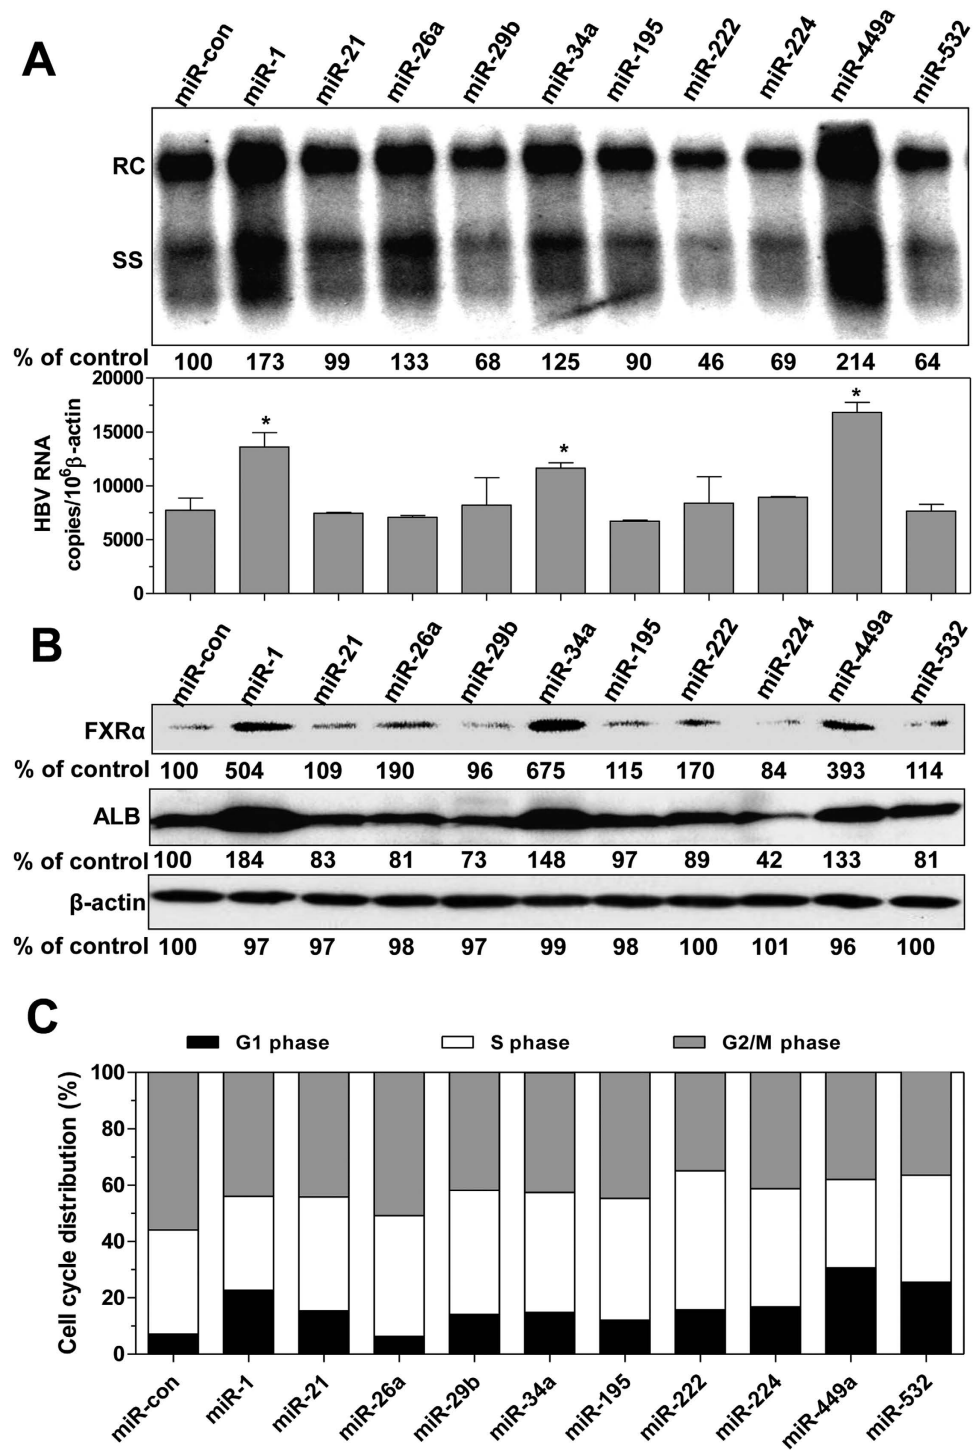 A
miR-con miR-1 miR-21 miR-26a miR-29b miR-34a miR-195 miR-222 miR-224 miR-449a miR-532
RC
SS
% of control 100 173 99 133 68 125 90 46 69 214 64
HBV RNA
copies/10⁶β-actin
20000
15000
10000
5000
0
* * *
B
miR-con miR-1 miR-21 miR-26a miR-29b miR-34a miR-195 miR-222 miR-224 miR-449a miR-532
FXRα
% of control 100 504 109 190 96 675 115 170 84 393 114
ALB
% of control 100 184 83 81 73 148 97 89 42 133 81
β-actin
% of control 100 97 97 98 97 99 98 100 101 96 100
C
G1 phase S phase G2/M phase
Cell cycle distribution (%)
100
80
60
40
20
0
miR-con miR-1 miR-21 miR-26a miR-29b miR-34a miR-195 miR-222 miR-224 miR-449a miR-532